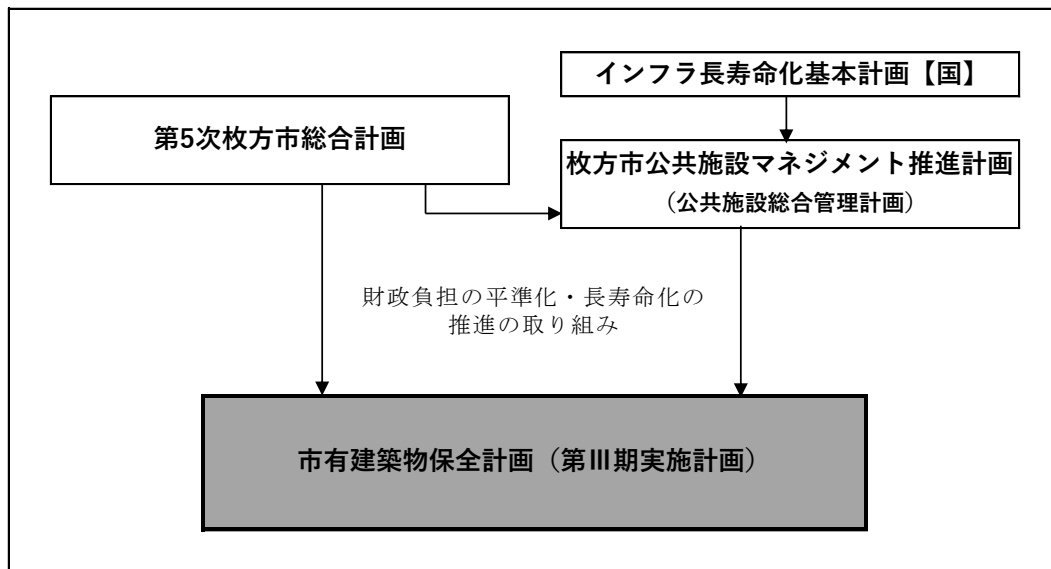 インフラ長寿命化基本計画【国】
第5次枚方市総合計画
枚方市公共施設マネジメント推進計画
（公共施設総合管理計画）
財政負担の平準化・長寿命化の
推進の取り組み
市有建築物保全計画（第Ⅲ期実施計画）